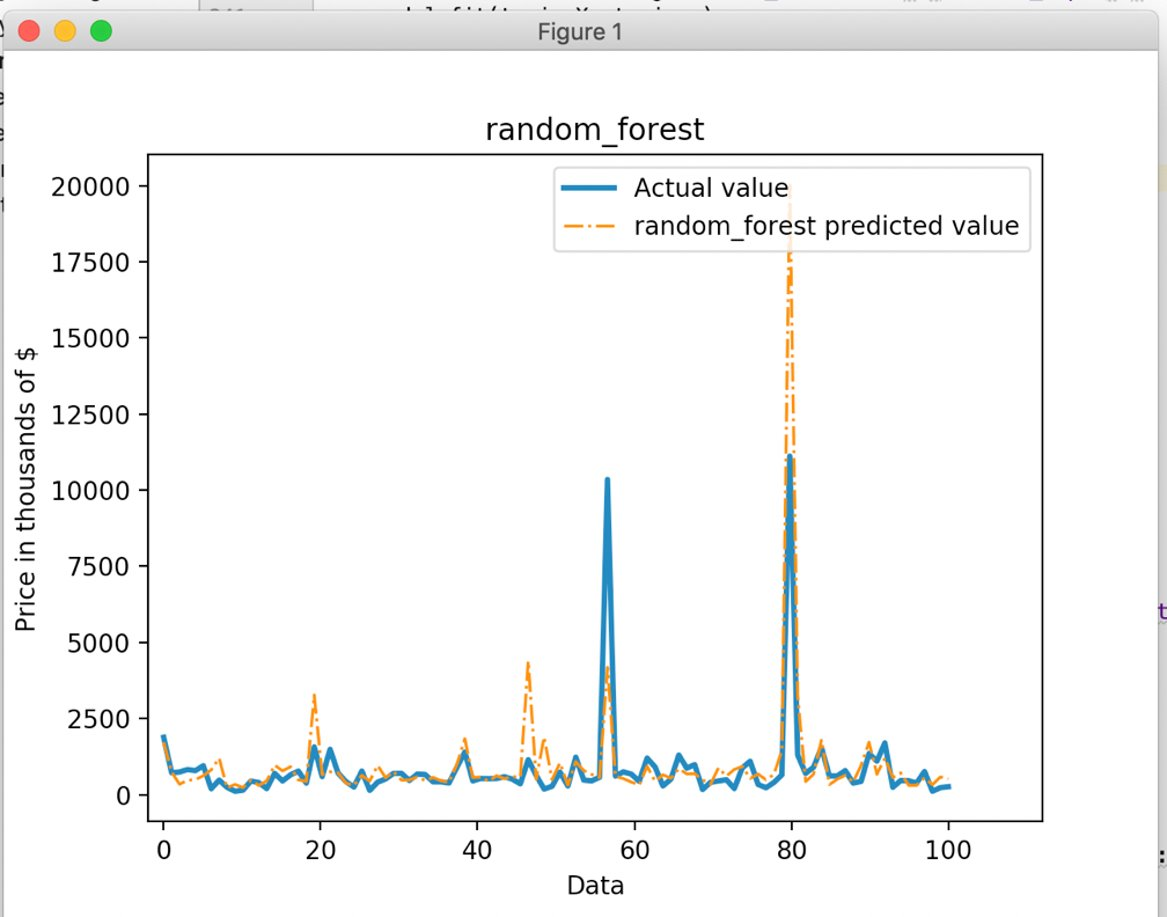 Figure 1
random_forest
Actual value
random_forest predicted value
20000
17500
15000
12500
10000
7500
5000
2500
0
Price in thousands of $
0 20 40 60 80 100
Data